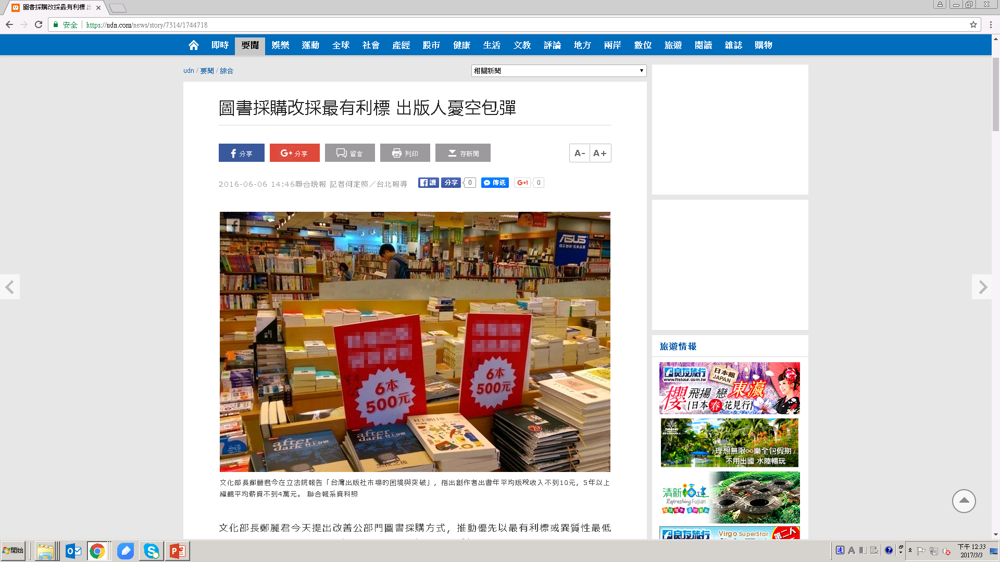 圖書採購改採最有利標 出
安全 https://udn.com/news/story/7314/1744718
即時 要聞 娛樂 運動 全球 社會 產經 股市 健康 生活 文教 評論 地方 兩岸 數位 旅遊 閱讀 雜誌 購物
udn / 要聞 / 綜合
相關新聞
圖書採購改採最有利標 出版人憂空包彈
分享 G+ 分享 留言 列印 存新聞 A- A+
2016-06-06 14:46聯合晚報 記者何定照╱台北報導
讚 分享 0 傳送 G+1 0
ASUS
6本
500元
6本
500元
after
dark 村上春樹
after
dark 村上春樹
文化部長鄭麗君今在立法院報告「台灣出版社市場的困境與突破」，指出創作者出書年平均版稅收入不到10元，5年以上
編輯平均薪資不到4萬元。 聯合報系資料照
文化部長鄭麗君今天提出改善公部門圖書採購方式，推動優先以最有利標或異質性最低
旅遊情報
良友旅行
www.ftstour.com.tw
日本館
JAPAN
櫻飛揚 戀東瀛
日本春花見行
理想無限∞樂全包假期
不用出國 水陸暢玩
清新福建
Refreshing Fujian
良友旅行
Virgo SuperStar
第二人
開始
速
下午 12:33
2017/3/3